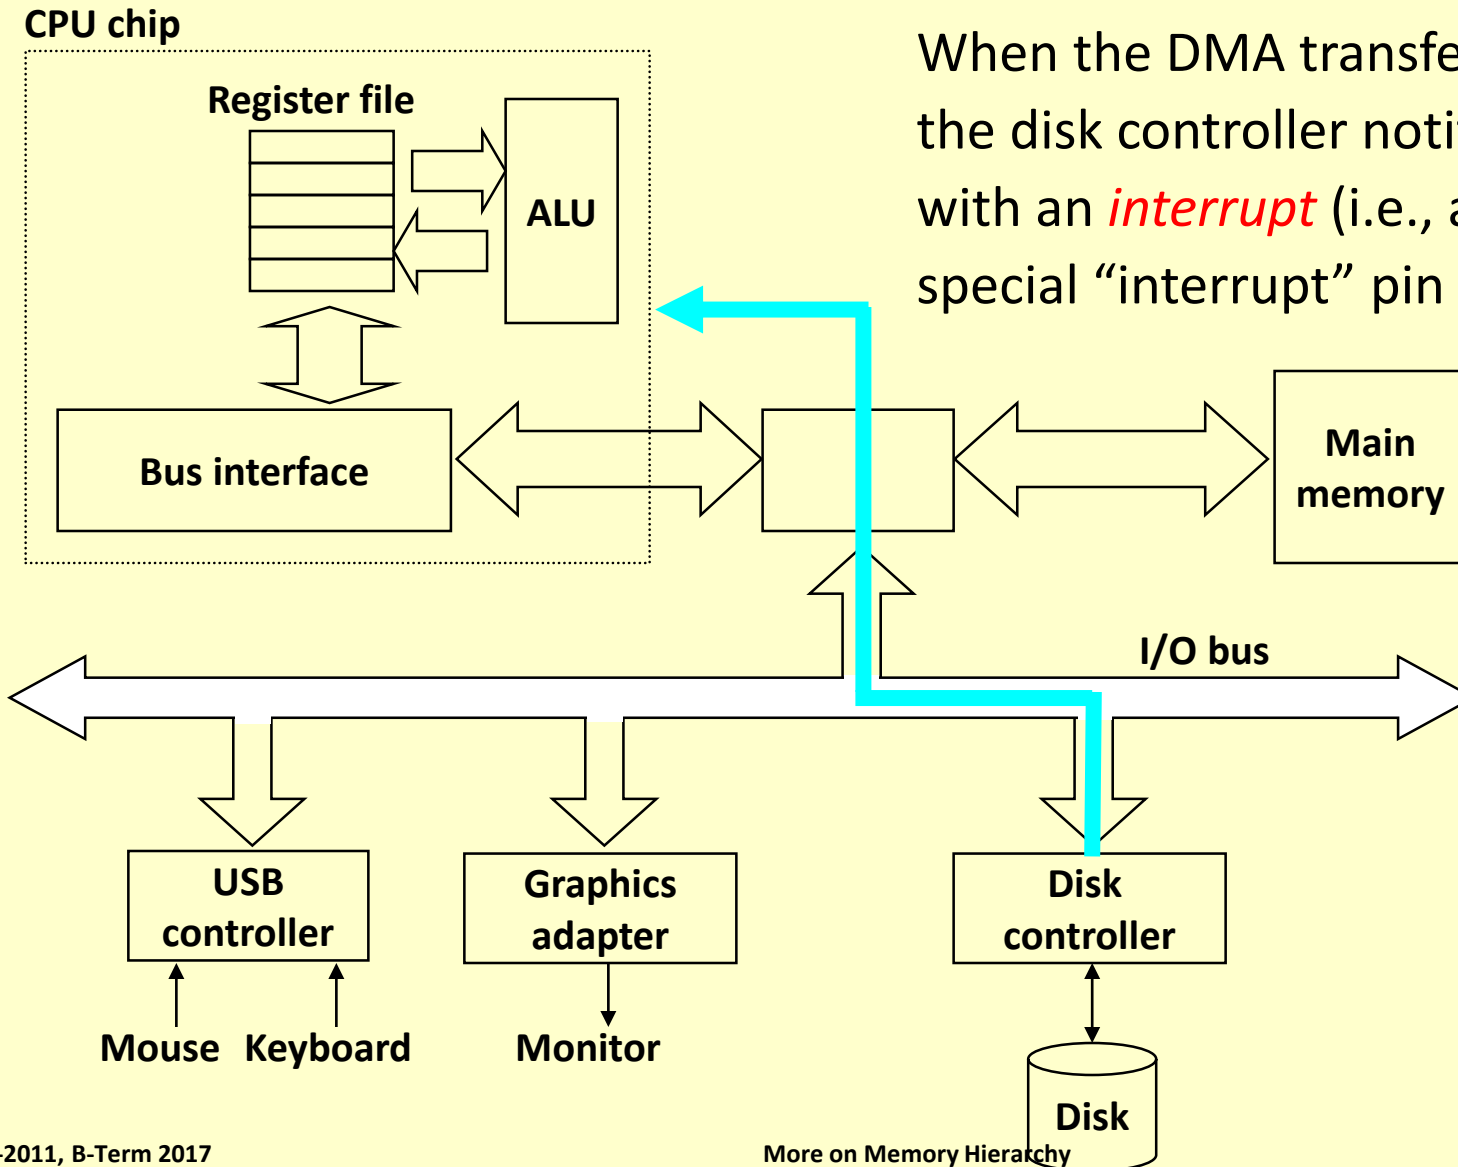 CPU chip
When the DMA transfe
the disk controller noti
with an interrupt (i.e., a
special “interrupt” pin
Register file
ALU
Bus interface
Main
memory
I/O bus
USB
controller
Graphics
adapter
Disk
controller
Mouse Keyboard
Monitor
Disk
-2011, B-Term 2017
More on Memory Hierarchy